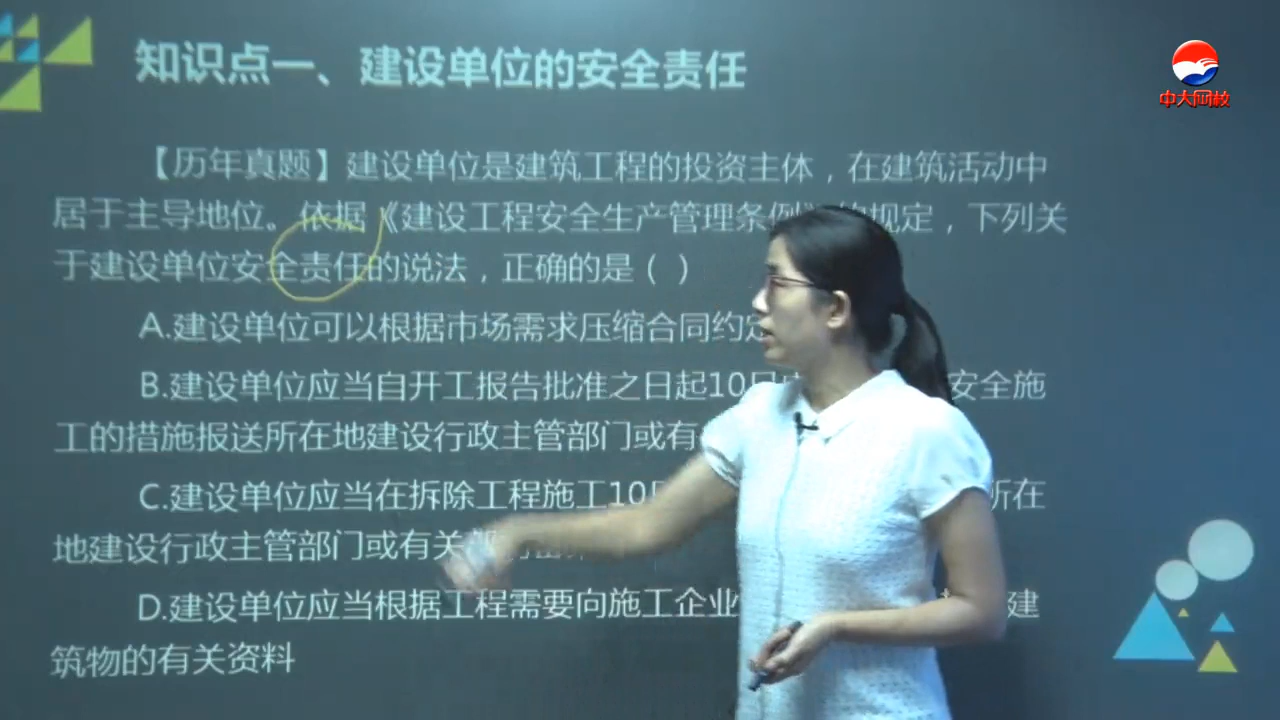 知识点一、建设单位的安全责任
中大网校
【历年真题】建设单位是建筑工程的投资主体，在建筑活动中
居于主导地位。依据《建设工程安全生产管理条例》的规定，下列关
于建设单位安全责任的说法，正确的是（ ）
A.建设单位可以根据市场需求压缩合同约定
B.建设单位应当自开工报告批准之日起10日 安全施
工的措施报送所在地建设行政主管部门或有
C.建设单位应当在拆除工程施工10 所在
地建设行政主管部门或有关
D.建设单位应当根据工程需要向施工企业 建
筑物的有关资料